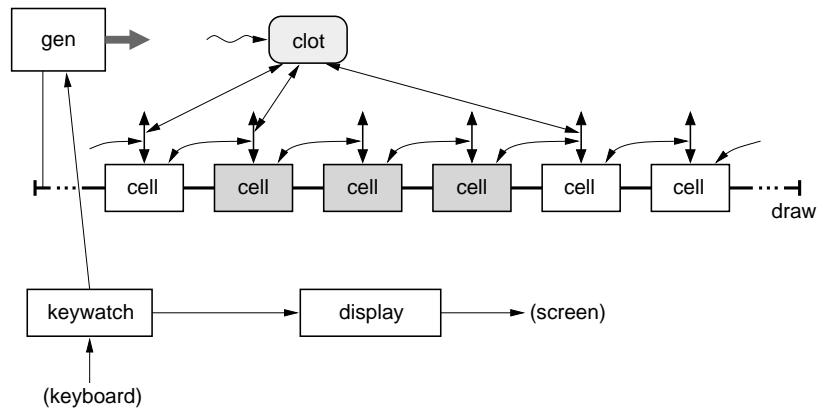 gen
clot
cell cell cell cell cell cell
draw
keywatch display (screen)
(keyboard)